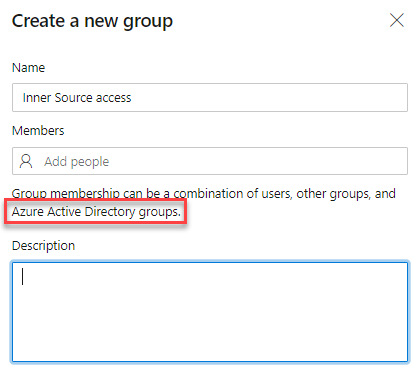 Create a new group
Name
Inner Source access
Members
Add people
Group membership can be a combination of users, other groups, and
Azure Active Directory groups.
Description